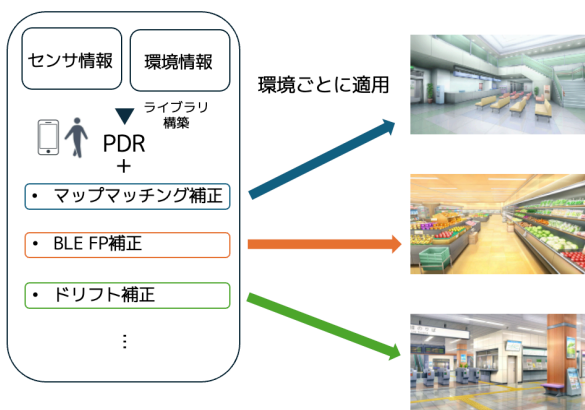 センサ情報
環境情報
ライブラリ
構築
PDR
+
• マップマッチング補正
• BLE FP補正
• ドリフト補正
⋮
環境ごとに適用